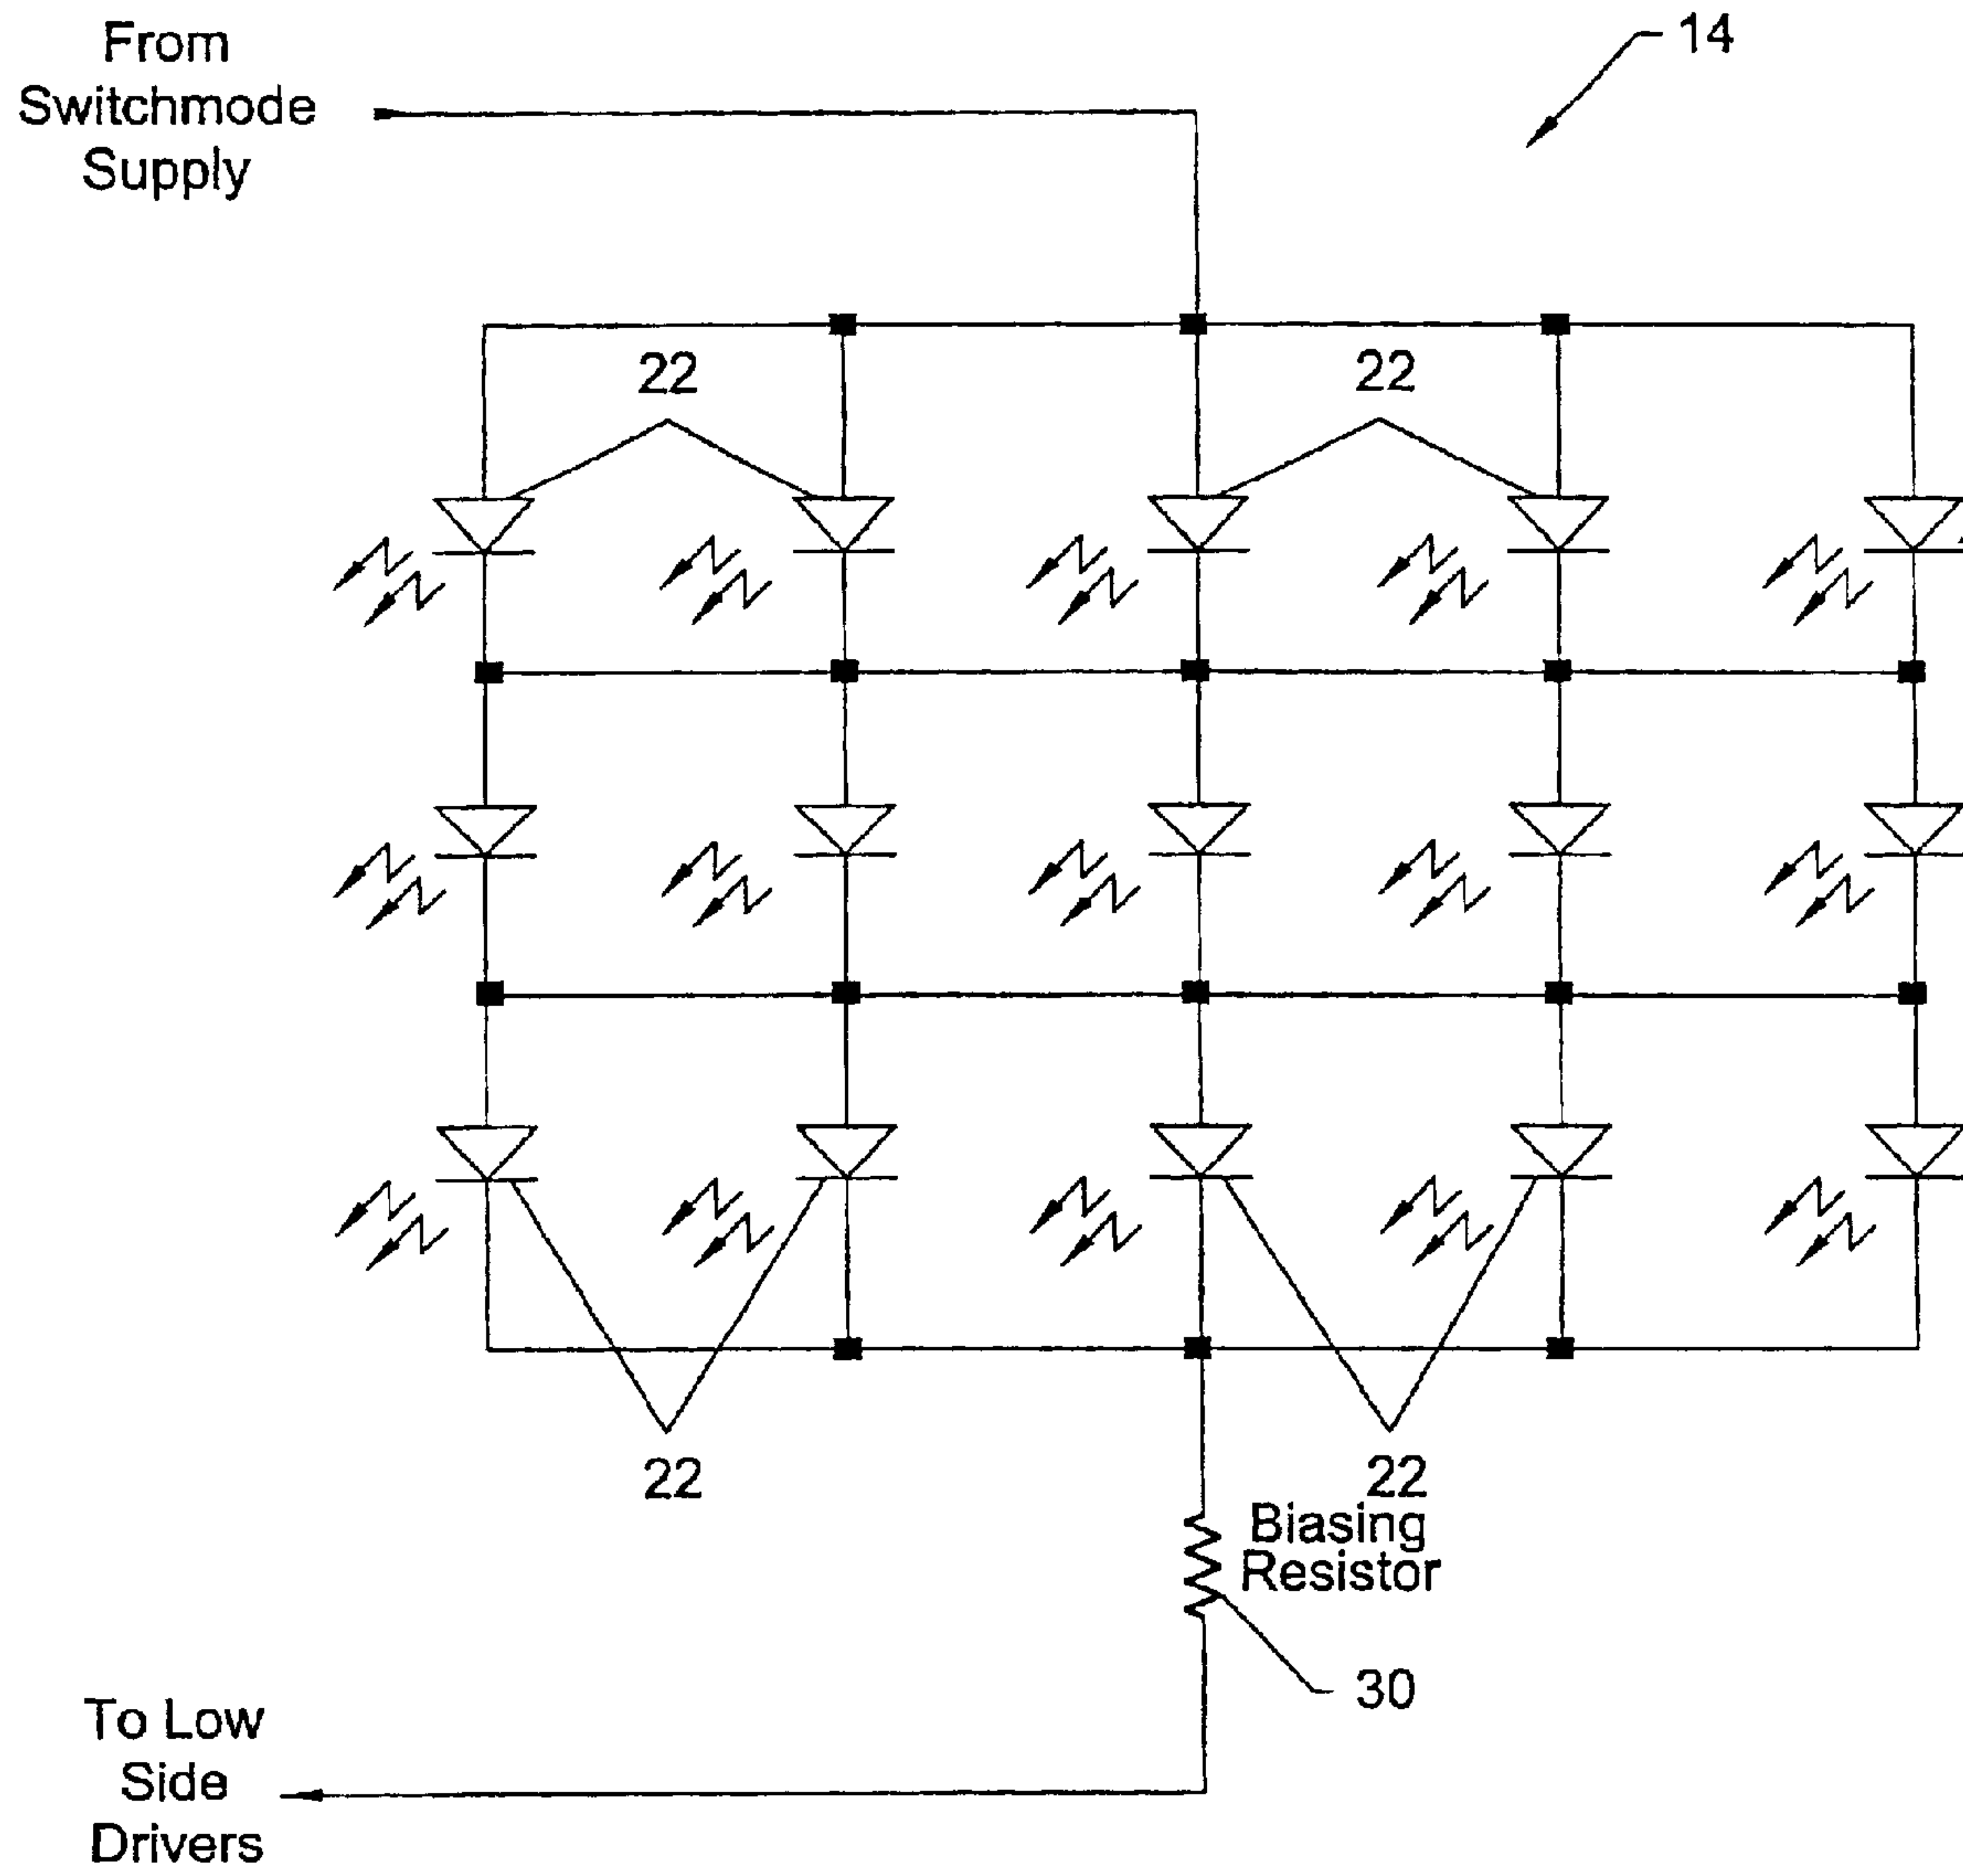 From
Switchmode
Supply
14
22
22
22
22
Biasing
Resistor
30
To Low
Side
Drivers